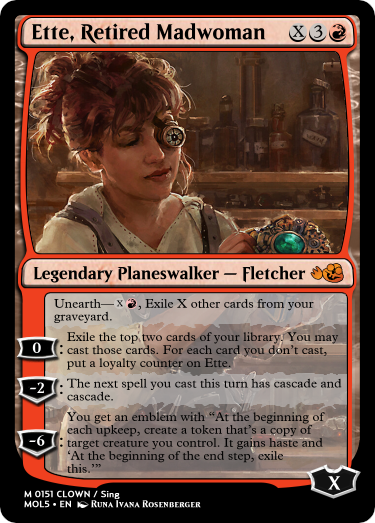 Ette, Retired Madwoman X3
Legendary Planeswalker — Fletcher
Unearth— X , Exile X other cards from your
graveyard.
0 : Exile the top two cards of your library. You may
cast those cards. For each card you don't cast,
put a loyalty counter on Ette.
-2 : The next spell you cast this turn has cascade and
cascade.
-6 : You get an emblem with “At the beginning of
each upkeep, create a token that's a copy of
target creature you control. It gains haste and
‘At the beginning of the end step, exile
this.’”
X
M 0151 CLOWN / Sing
MOL5 • EN Runa Ivana Rosenberger